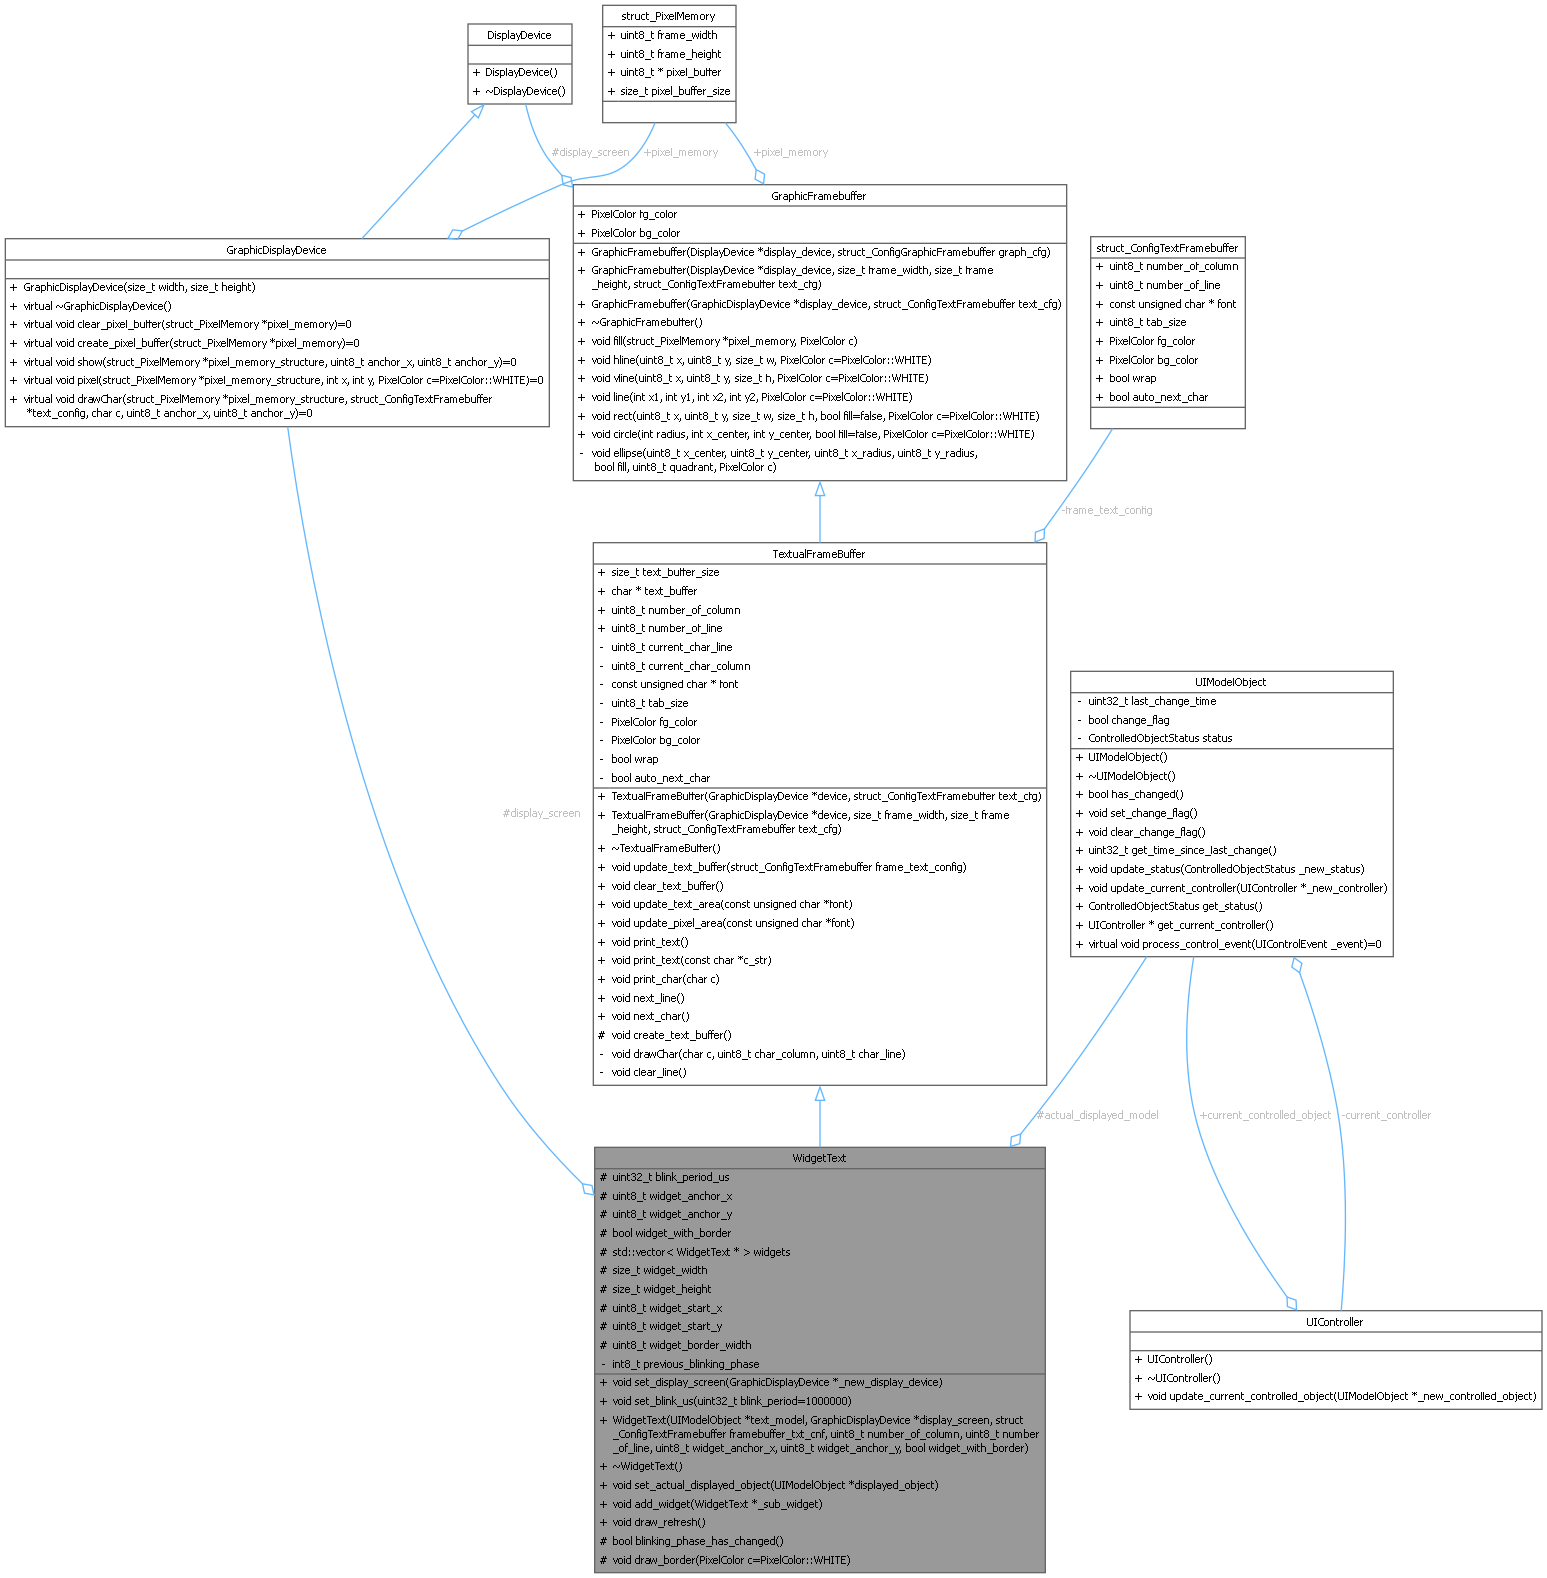 struct_PixelMemory
+ uint8_t frame_width
+ uint8_t frame_height
+ uint8_t * pixel_buffer
+ size_t pixel_buffer_size
DisplayDevice
+ DisplayDevice()
+ ~DisplayDevice()
#display_screen
+pixel_memory
+pixel_memory
GraphicFramebuffer
+ PixelColor fg_color
+ PixelColor bg_color
+ GraphicFramebuffer(DisplayDevice *display_device, struct_ConfigGraphicFramebuffer graph_cfg)
+ GraphicFramebuffer(DisplayDevice *display_device, size_t frame_width, size_t frame
_height, struct_ConfigTextFramebuffer text_cfg)
+ GraphicFramebuffer(GraphicDisplayDevice *display_device, struct_ConfigTextFramebuffer text_cfg)
+ ~GraphicFramebuffer()
+ void fill(struct_PixelMemory *pixel_memory, PixelColor c)
+ void hline(uint8_t x, uint8_t y, size_t w, PixelColor c=PixelColor::WHITE)
+ void vline(uint8_t x, uint8_t y, size_t h, PixelColor c=PixelColor::WHITE)
+ void line(int x1, int y1, int x2, int y2, PixelColor c=PixelColor::WHITE)
+ void rect(uint8_t x, uint8_t y, size_t w, size_t h, bool fill=false, PixelColor c=PixelColor::WHITE)
+ void circle(int radius, int x_center, int y_center, bool fill=false, PixelColor c=PixelColor::WHITE)
- void ellipse(uint8_t x_center, uint8_t y_center, uint8_t x_radius, uint8_t y_radius,
bool fill, uint8_t quadrant, PixelColor c)
GraphicDisplayDevice
+ GraphicDisplayDevice(size_t width, size_t height)
+ virtual ~GraphicDisplayDevice()
+ virtual void clear_pixel_buffer(struct_PixelMemory *pixel_memory)=0
+ virtual void create_pixel_buffer(struct_PixelMemory *pixel_memory)=0
+ virtual void show(struct_PixelMemory *pixel_memory_structure, uint8_t anchor_x, uint8_t anchor_y)=0
+ virtual void pixel(struct_PixelMemory *pixel_memory_structure, int x, int y, PixelColor c=PixelColor::WHITE)=0
+ virtual void drawChar(struct_PixelMemory *pixel_memory_structure, struct_ConfigTextFramebuffer
*text_config, char c, uint8_t anchor_x, uint8_t anchor_y)=0
struct_ConfigTextFramebuffer
+ uint8_t number_of_column
+ uint8_t number_of_line
+ const unsigned char * font
+ uint8_t tab_size
+ PixelColor fg_color
+ PixelColor bg_color
+ bool wrap
+ bool auto_next_char
-frame_text_config
TextualFrameBuffer
+ size_t text_buffer_size
+ char * text_buffer
+ uint8_t number_of_column
+ uint8_t number_of_line
- uint8_t current_char_line
- uint8_t current_char_column
- const unsigned char * font
- uint8_t tab_size
- PixelColor fg_color
- PixelColor bg_color
- bool wrap
- bool auto_next_char
+ TextualFrameBuffer(GraphicDisplayDevice *device, struct_ConfigTextFramebuffer text_cfg)
+ TextualFrameBuffer(GraphicDisplayDevice *device, size_t frame_width, size_t frame
_height, struct_ConfigTextFramebuffer text_cfg)
+ ~TextualFrameBuffer()
+ void update_text_buffer(struct_ConfigTextFramebuffer frame_text_config)
+ void clear_text_buffer()
+ void update_text_area(const unsigned char *font)
+ void update_pixel_area(const unsigned char *font)
+ void print_text()
+ void print_text(const char *c_str)
+ void print_char(char c)
+ void next_line()
+ void next_char()
# void create_text_buffer()
- void drawChar(char c, uint8_t char_column, uint8_t char_line)
- void clear_line()
#display_screen
UIModelObject
- uint32_t last_change_time
- bool change_flag
- ControlledObjectStatus status
+ UIModelObject()
+ ~UIModelObject()
+ bool has_changed()
+ void set_change_flag()
+ void clear_change_flag()
+ uint32_t get_time_since_last_change()
+ void update_status(ControlledObjectStatus _new_status)
+ void update_current_controller(UIController *_new_controller)
+ ControlledObjectStatus get_status()
+ UIController * get_current_controller()
+ virtual void process_control_event(UIControlEvent _event)=0
#actual_displayed_model
+current_controlled_object
-current_controller
WidgetText
# uint32_t blink_period_us
# uint8_t widget_anchor_x
# uint8_t widget_anchor_y
# bool widget_with_border
# std::vector< WidgetText * > widgets
# size_t widget_width
# size_t widget_height
# uint8_t widget_start_x
# uint8_t widget_start_y
# uint8_t widget_border_width
- int8_t previous_blinking_phase
+ void set_display_screen(GraphicDisplayDevice *_new_display_device)
+ void set_blink_us(uint32_t blink_period=1000000)
+ WidgetText(UIModelObject *text_model, GraphicDisplayDevice *display_screen, struct
_ConfigTextFramebuffer framebuffer_txt_cnf, uint8_t number_of_column, uint8_t number
_of_line, uint8_t widget_anchor_x, uint8_t widget_anchor_y, bool widget_with_border)
+ ~WidgetText()
+ void set_actual_displayed_object(UIModelObject *displayed_object)
+ void add_widget(WidgetText *_sub_widget)
+ void draw_refresh()
# bool blinking_phase_has_changed()
# void draw_border(PixelColor c=PixelColor::WHITE)
UIController
+ UIController()
+ ~UIController()
+ void update_current_controlled_object(UIModelObject *_new_controlled_object)